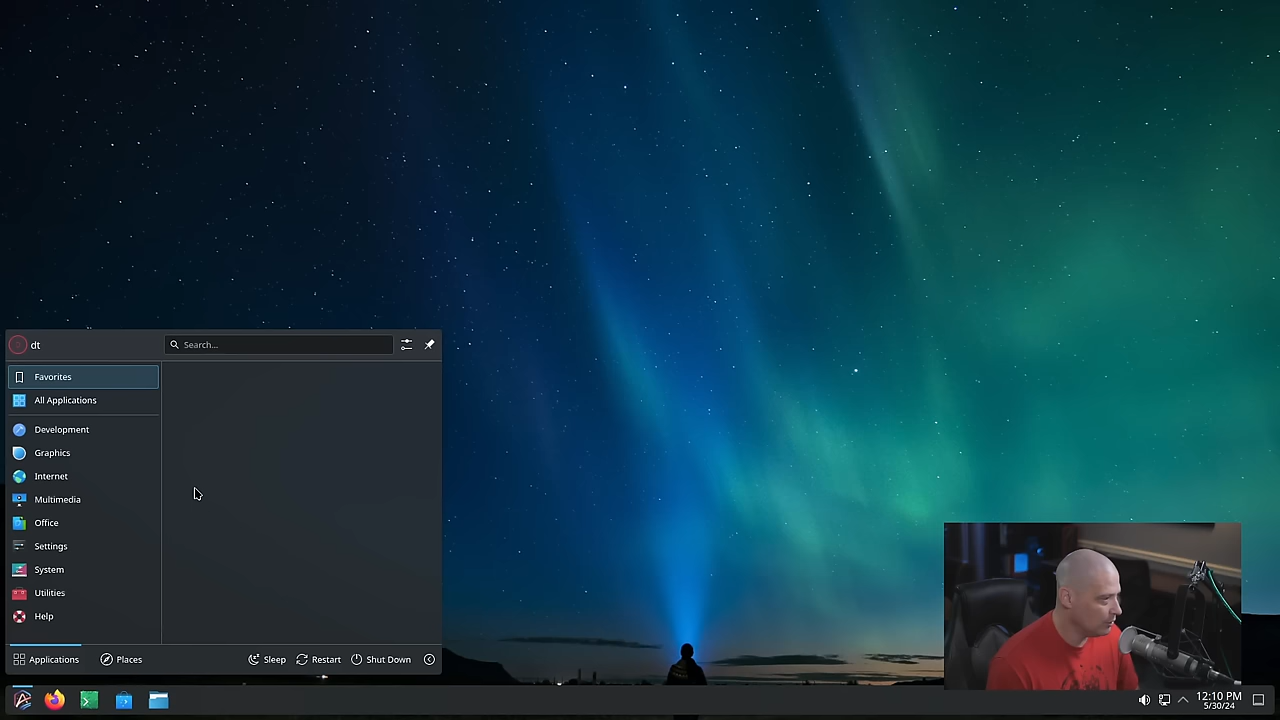 dt
Search...
Favorites
All Applications
Development
Graphics
Internet
Multimedia
Office
Settings
System
Utilities
Help
Applications Places Sleep Restart Shut Down
12:10 PM
5/30/24